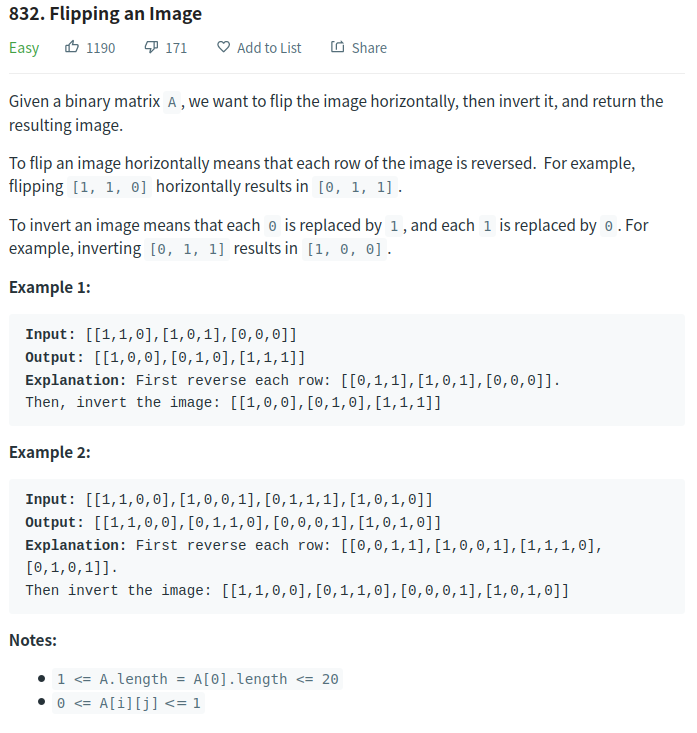 832. Flipping an Image
Easy 1190 171 Add to List Share
Given a binary matrix A, we want to flip the image horizontally, then invert it, and return the
resulting image.
To flip an image horizontally means that each row of the image is reversed. For example,
flipping [1, 1, 0] horizontally results in [0, 1, 1].
To invert an image means that each 0 is replaced by 1, and each 1 is replaced by 0. For
example, inverting [0, 1, 1] results in [1, 0, 0].
Example 1:
Input: [[1,1,0],[1,0,1],[0,0,0]]
Output: [[1,0,0],[0,1,0],[1,1,1]]
Explanation: First reverse each row: [[0,1,1],[1,0,1],[0,0,0]].
Then, invert the image: [[1,0,0],[0,1,0],[1,1,1]]
Example 2:
Input: [[1,1,0,0],[1,0,0,1],[0,1,1,1],[1,0,1,0]]
Output: [[1,1,0,0],[0,1,1,0],[0,0,0,1],[1,0,1,0]]
Explanation: First reverse each row: [[0,0,1,1],[1,0,0,1],[1,1,1,0],
[0,1,0,1]].
Then invert the image: [[1,1,0,0],[0,1,1,0],[0,0,0,1],[1,0,1,0]]
Notes:
• 1 <= A.length = A[0].length <= 20
• 0 <= A[i][j] <= 1